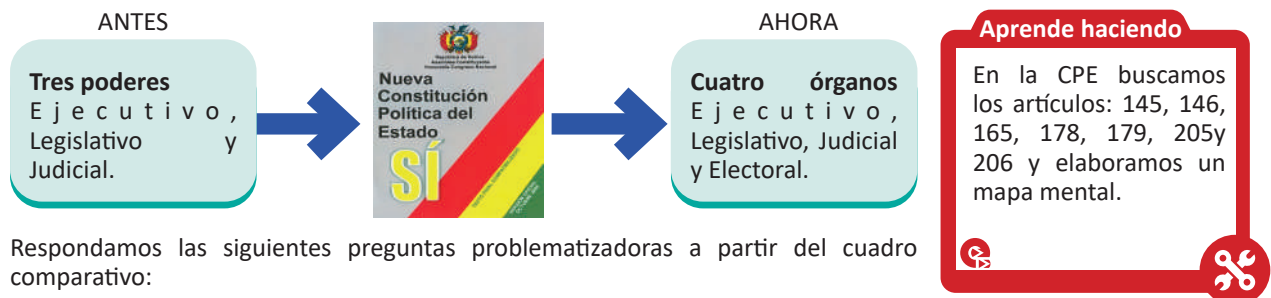 ANTES
Tres poderes
Ejecutivo,
Legislativo y
Judicial.
Nueva
Constitución
Política del
Estado
SÍ
AHORA
Cuatro órganos
Ejecutivo,
Legislativo, Judicial
y Electoral.
Aprende haciendo
En la CPE buscamos
los artículos: 145, 146,
165, 178, 179, 205y
206 y elaboramos un
mapa mental.
Respondamos las siguientes preguntas problematizadoras a partir del cuadro
comparativo: